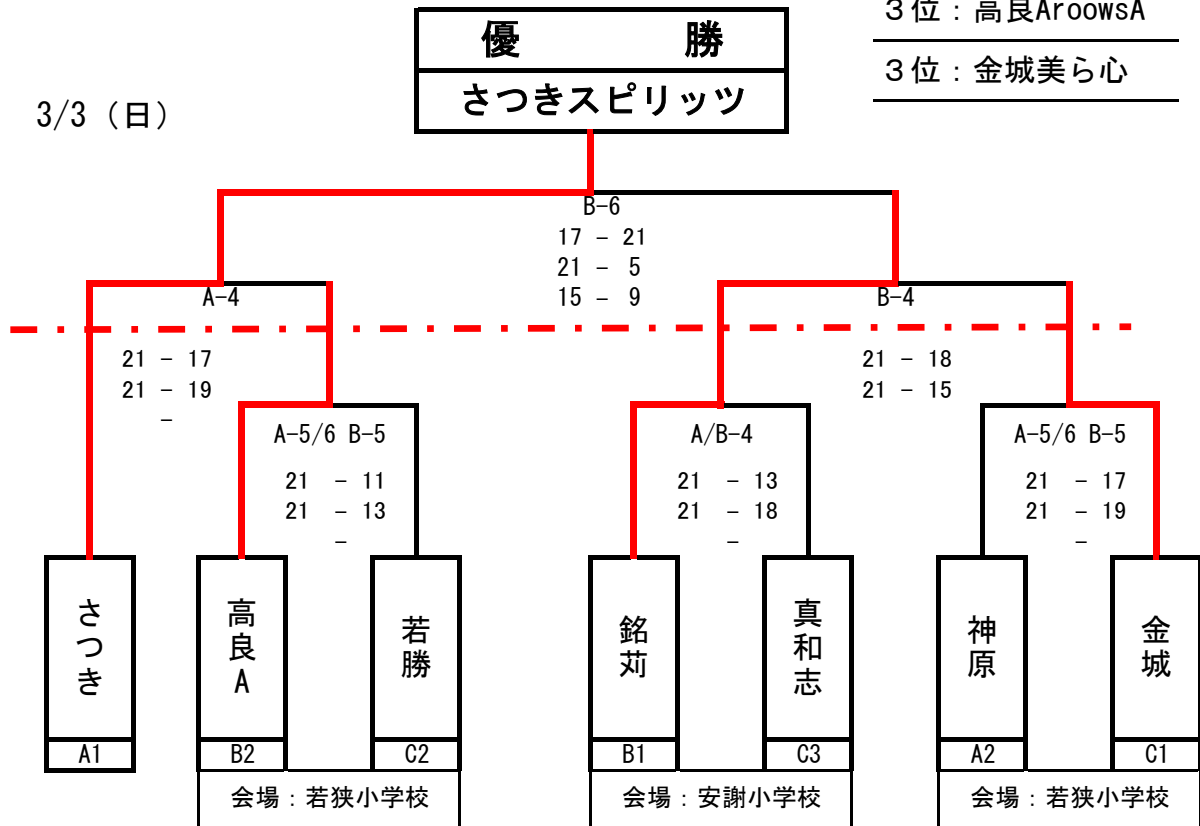 ３位：高良AroowsA
優 勝
３位：金城美ら心
さつきスピリッツ
3/3（日）
B-6
17 － 21
21 － 5
15 － 9
A-4
B-4
21 － 17
21 － 19
－
21 － 18
21 － 15
A-5/6 B-5
21 － 11
21 － 13
－
A/B-4
21 － 13
21 － 18
－
A-5/6 B-5
21 － 17
21 － 19
－
さつき
高良A
若勝
銘苅
真和志
神原
金城
A1
B2
C2
B1
C3
A2
C1
会場：若狭小学校
会場：安謝小学校
会場：若狭小学校